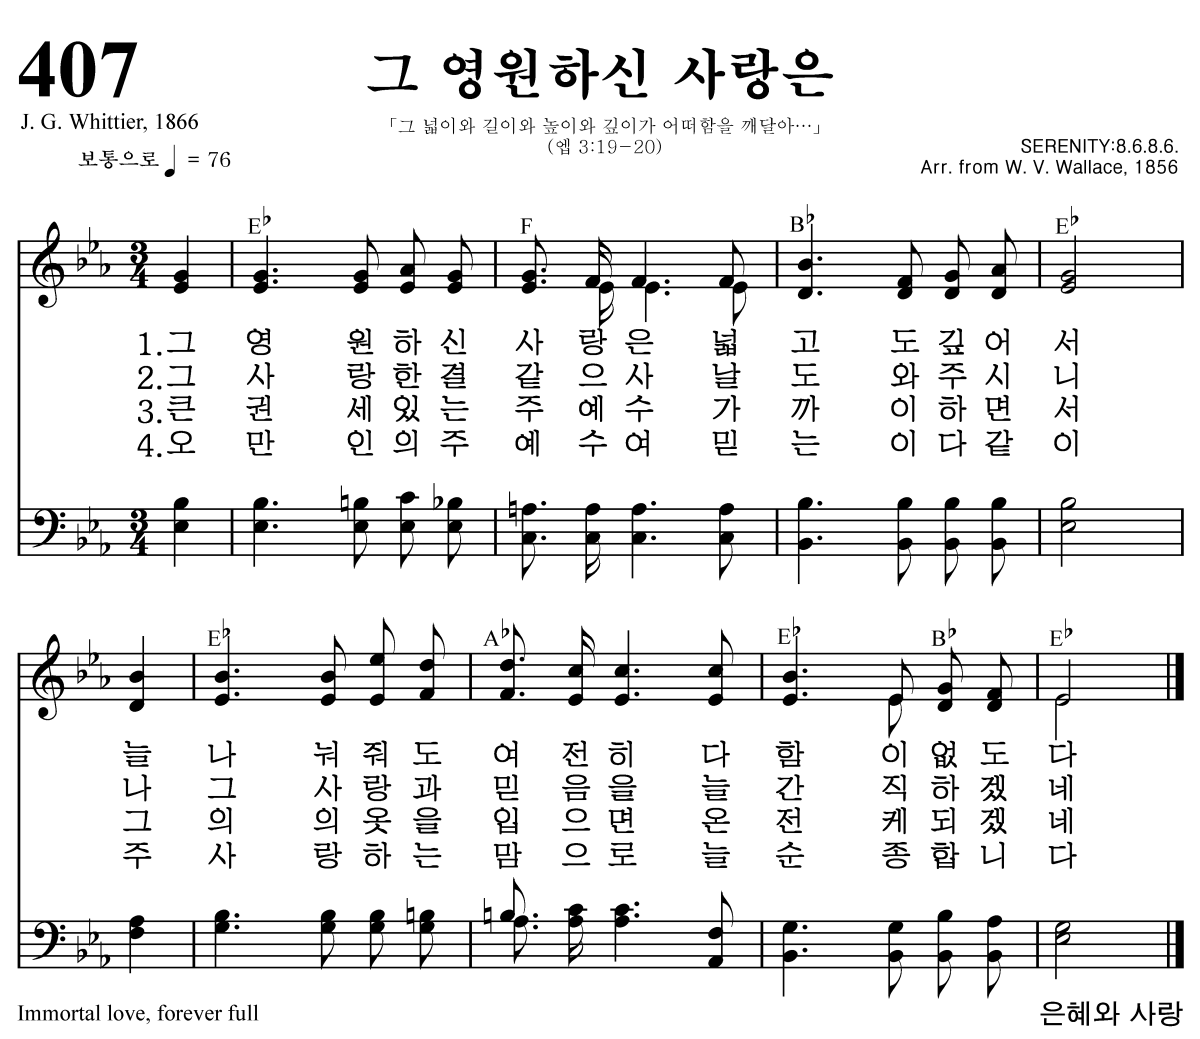 407
그 영원하신 사랑은
J. G. Whittier, 1866
「그 넓이와 길이와 높이와 깊이가 어떠함을 깨달아…」
(엡 3:19-20)
보통으로 ♩ = 76
SERENITY:8.6.8.6.
Arr. from W. V. Wallace, 1856
E♭ F B♭ E♭
3/4
1.그 영 원 하 신 사 랑 은 넓 고 도 깊 어 서
2.그 사 랑 한 결 같 으 사 날 도 와 주 시 니
3.큰 권 세 있 는 주 예 수 가 까 이 하 면 서
4.오 만 인 의 주 예 수 여 믿 는 이 다 같 이
3/4
E♭ A♭ E♭ B♭ E♭
늘 나 눠 줘 도 여 전 히 다 함 이 없 도 다
나 그 사 랑 과 믿 음 을 늘 간 직 하 겠 네
그 의 의 옷 을 입 으 면 온 전 케 되 겠 네
주 사 랑 하 는 맘 으 로 늘 순 종 합 니 다
Immortal love, forever full
은혜와 사랑